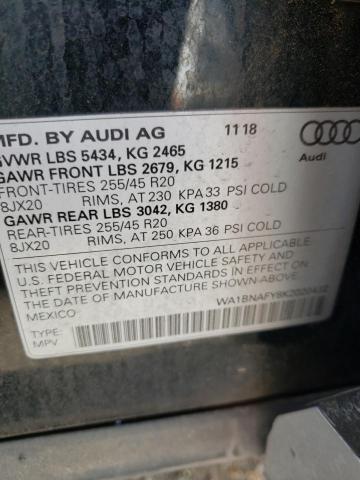 MFD. BY AUDI AG 11 18
GVWR LBS 5434, KG 2465
GAWR FRONT LBS 2679, KG 1215
FRONT-TIRES 255/45 R20
8JX20 RIMS, AT 230 KPA 33 PSI COLD
GAWR REAR LBS 3042, KG 1380
REAR-TIRES 255/45 R20
8JX20 RIMS, AT 250 KPA 36 PSI COLD
THIS VEHICLE CONFORMS TO ALL APPLICABLE
U.S. FEDERAL MOTOR VEHICLE SAFETY AND
THEFT PREVENTION STANDARDS IN EFFECT ON
THE DATE OF MANUFACTURE SHOWN ABOVE.
MEXICO: WA1BNAFY8K2020432
TYPE:
MPV
Audi